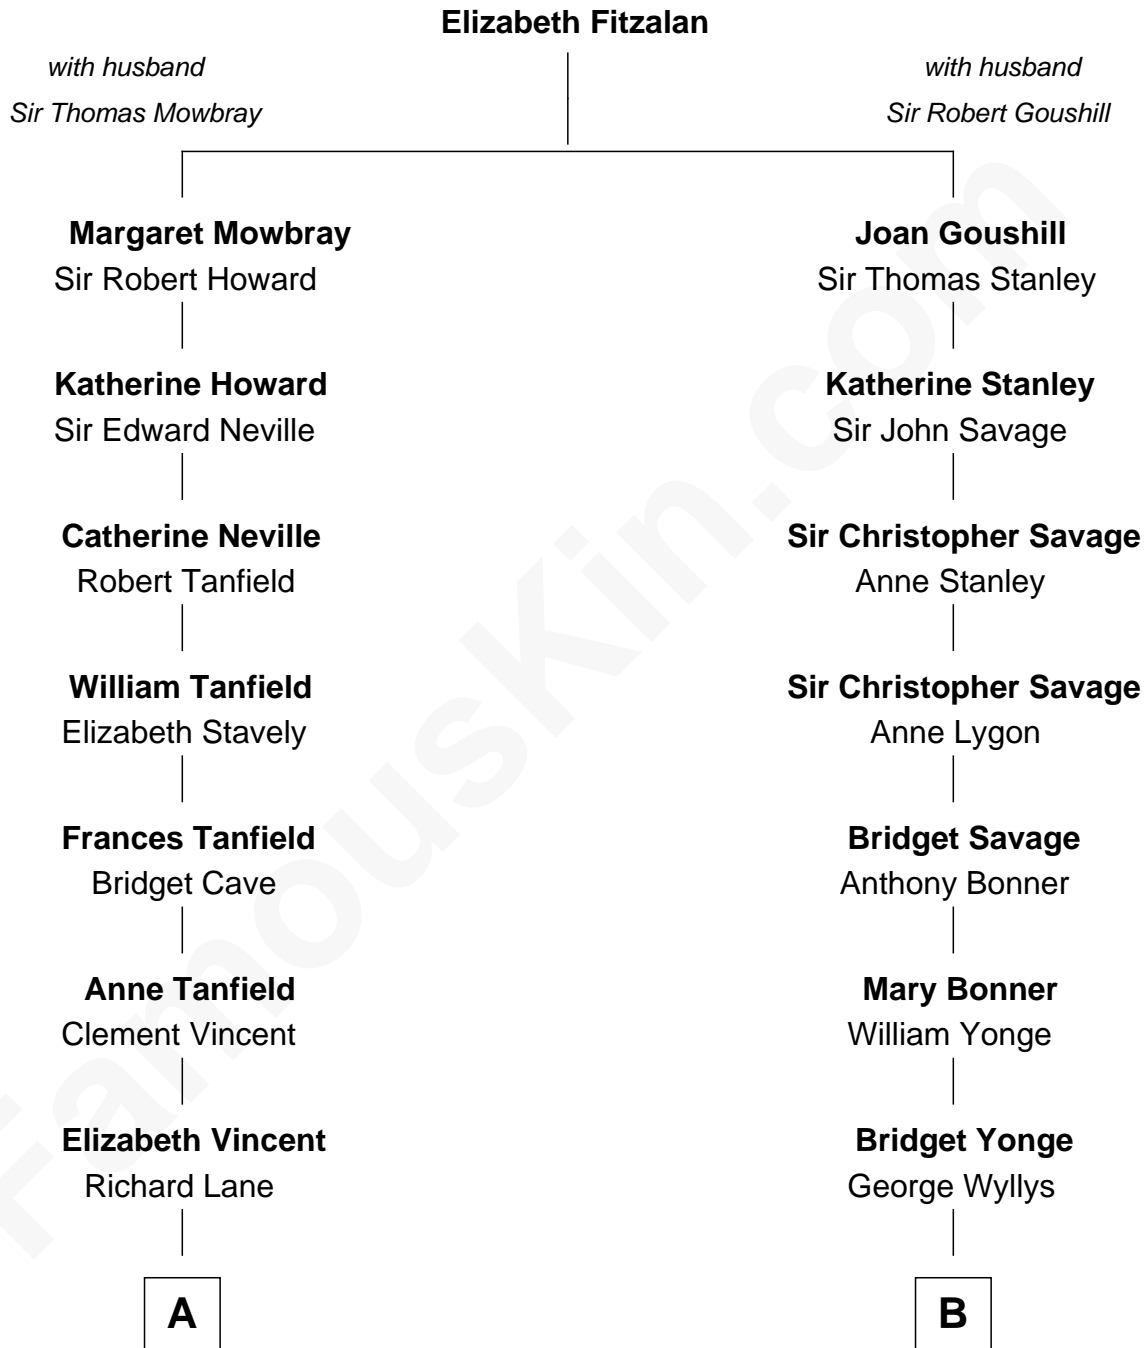 Elizabeth Fitzalan
with husband
Sir Thomas Mowbray
with husband
Sir Robert Goushill
Margaret Mowbray
Sir Robert Howard
Joan Goushill
Sir Thomas Stanley
Katherine Howard
Sir Edward Neville
Katherine Stanley
Sir John Savage
Catherine Neville
Robert Tanfield
Sir Christopher Savage
Anne Stanley
William Tanfield
Elizabeth Stavely
Sir Christopher Savage
Anne Lygon
Frances Tanfield
Bridget Cave
Bridget Savage
Anthony Bonner
Anne Tanfield
Clement Vincent
Mary Bonner
William Yonge
Elizabeth Vincent
Richard Lane
Bridget Yonge
George Wyllys
A
B
FamousKin.com